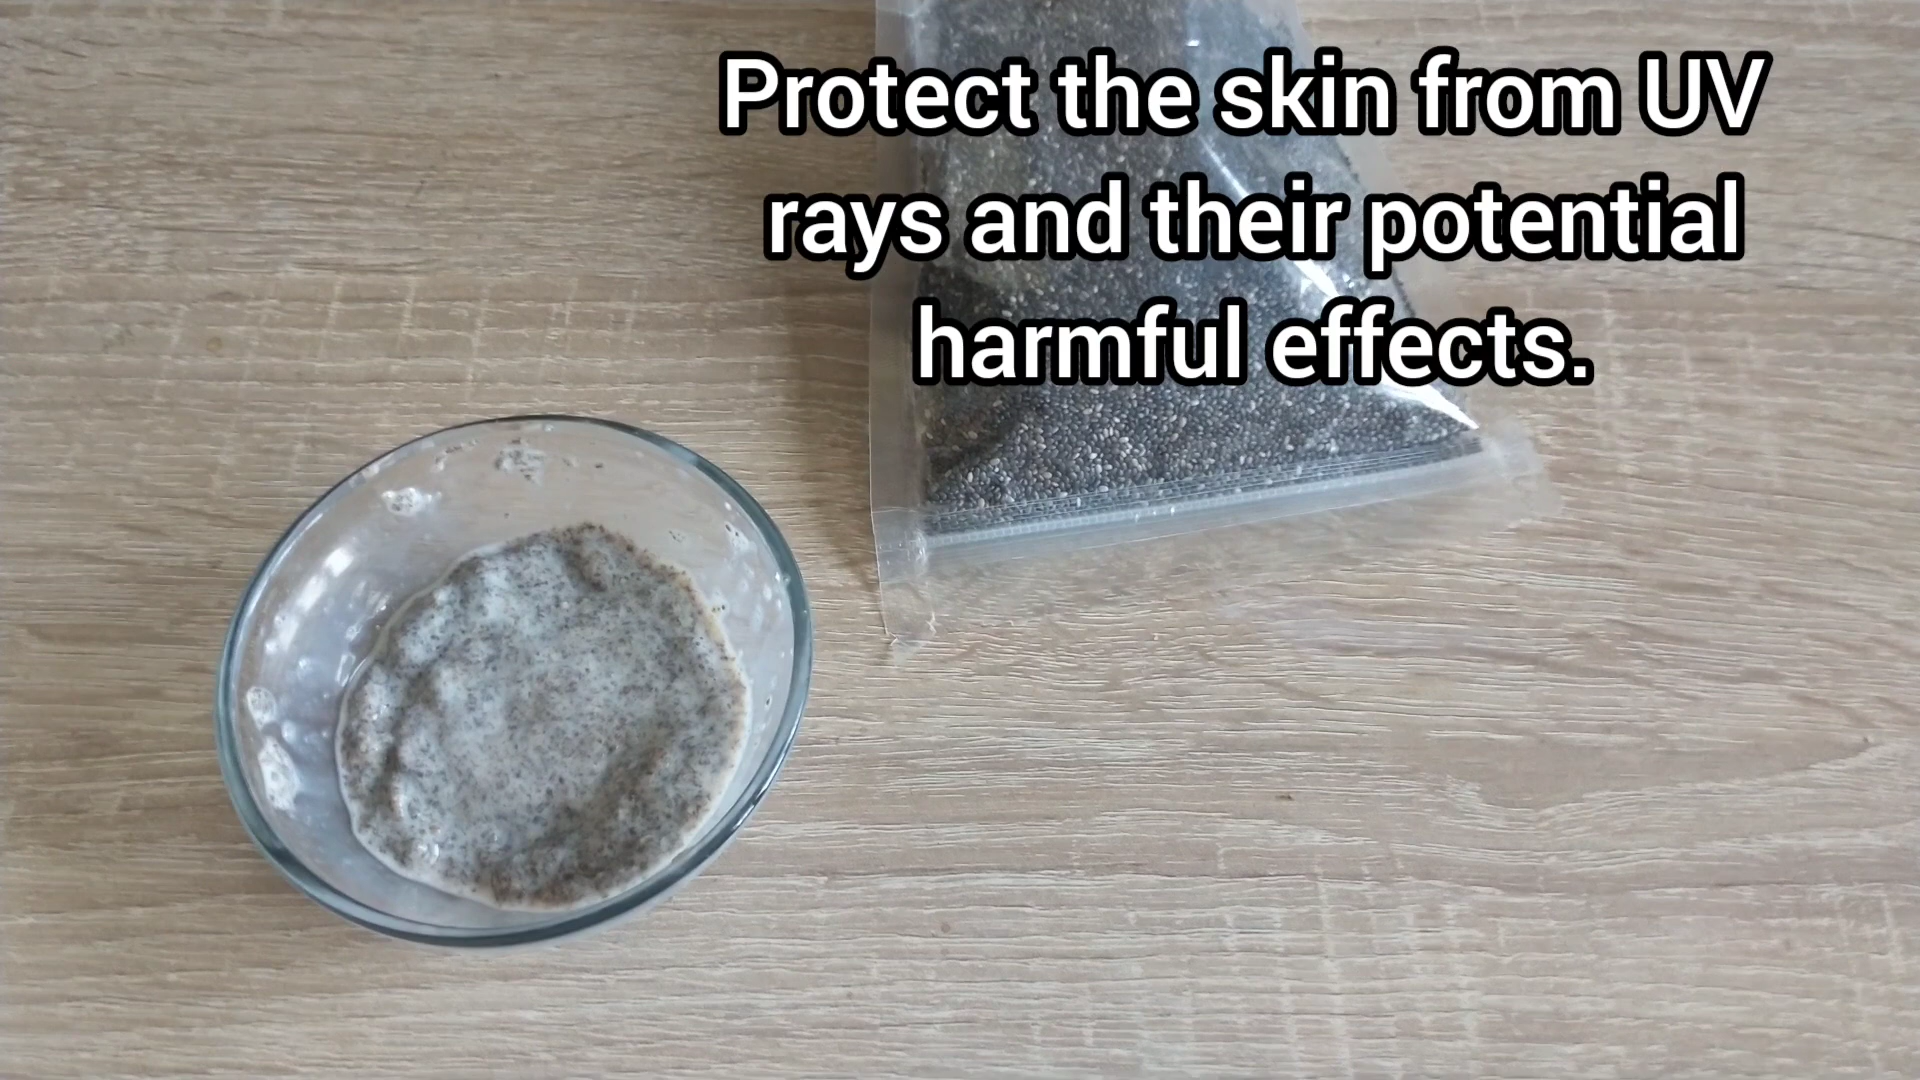 Protect the skin from UV
rays and their potential
harmful effects.